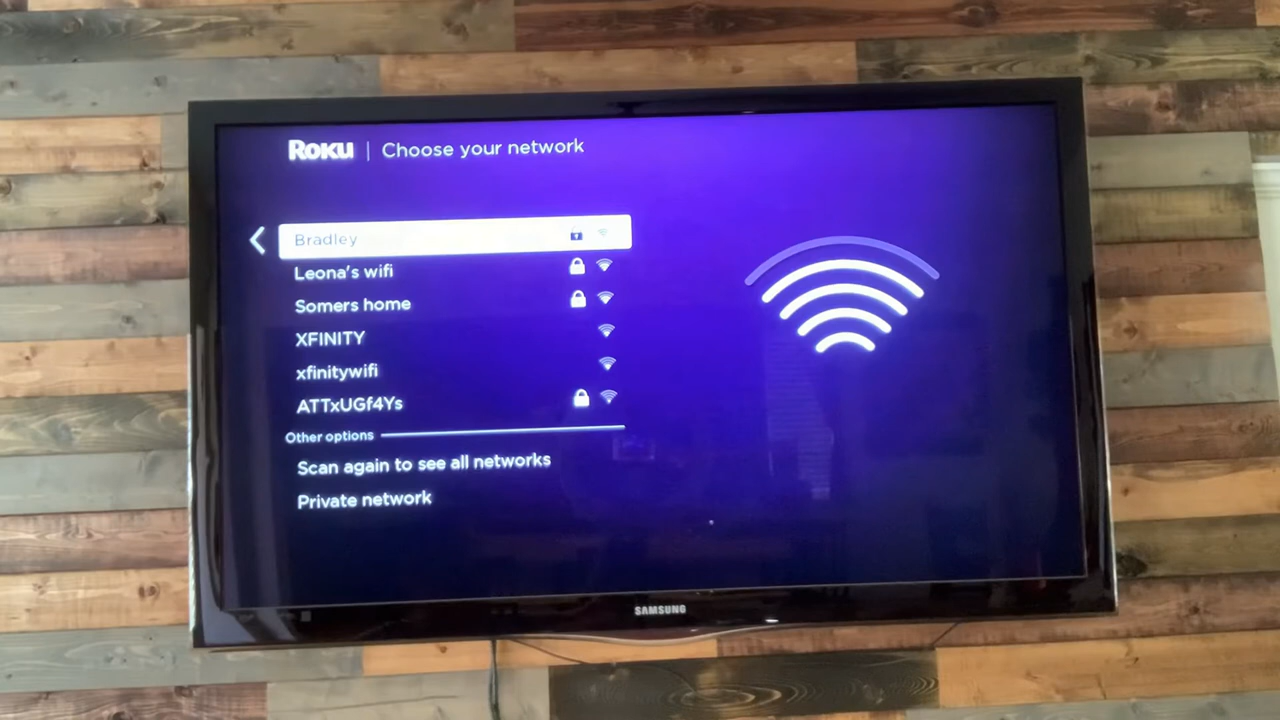 Roku | Choose your network
Bradley
Leona's wifi
Somers home
XFINITY
xfinitywifi
ATTxUGf4Ys
Other options
Scan again to see all networks
Private network
SAMSUNG